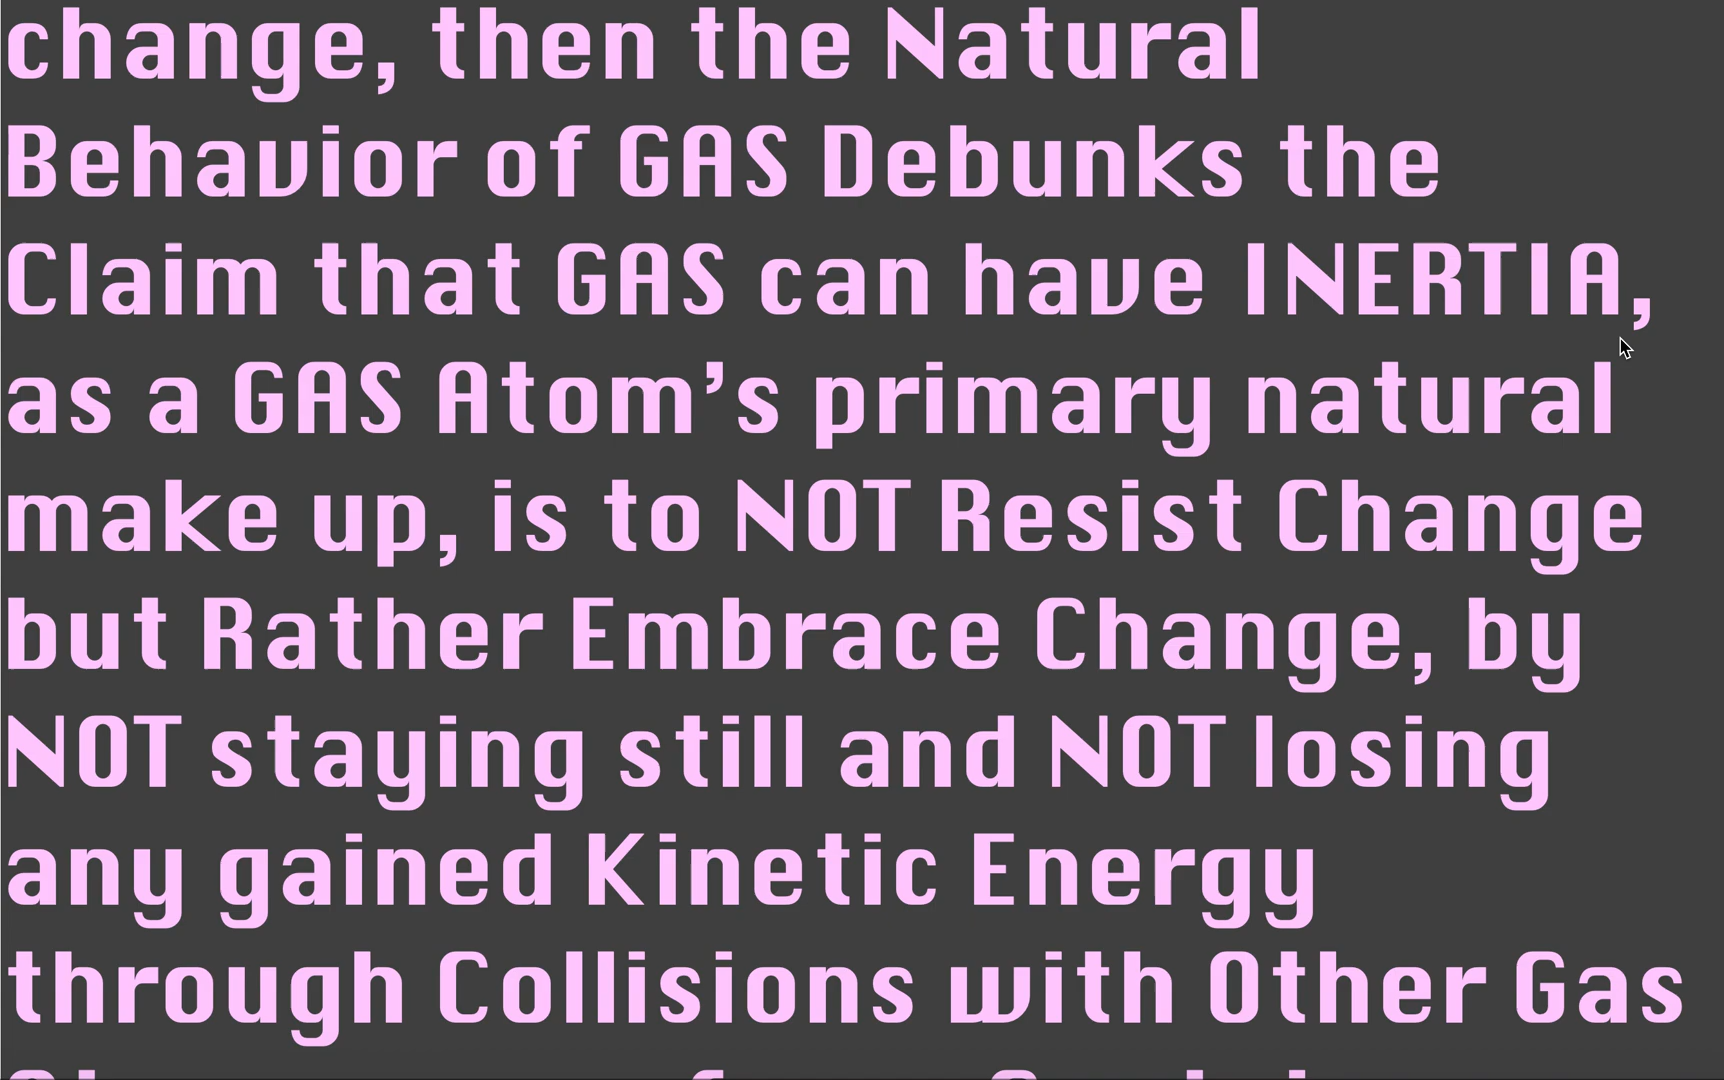 change, then the Natural
Behavior of GAS Debunks the
Claim that GAS can have INERTIA,
as a GAS Atom’s primary natural
make up, is to NOT Resist Change
but Rather Embrace Change, by
NOT staying still and NOT losing
any gained Kinetic Energy
through Collisions with Other Gas